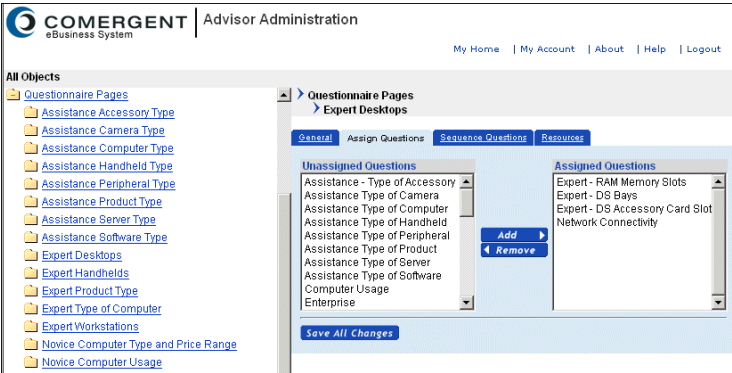 COMERGENT
eBusiness System
Advisor Administration
My Home | My Account | About | Help | Logout
All Objects
Questionnaire Pages
Assistance Accessory Type
Assistance Camera Type
Assistance Computer Type
Assistance Handheld Type
Assistance Peripheral Type
Assistance Product Type
Assistance Server Type
Assistance Software Type
Expert Desktops
Expert Handhelds
Expert Product Type
Expert Type of Computer
Expert Workstations
Novice Computer Type and Price Range
Novice Computer Usage
Questionnaire Pages
Expert Desktops
General Assign Questions Sequence Questions Resources
Unassigned Questions
Assistance - Type of Accessory
Assistance Type of Camera
Assistance Type of Computer
Assistance Type of Handheld
Assistance Type of Peripheral
Assistance Type of Product
Assistance Type of Server
Assistance Type of Software
Computer Usage
Enterprise
Add
Remove
Assigned Questions
Expert - RAM Memory Slots
Expert - DS Bays
Expert - DS Accessory Card Slot
Network Connectivity
Save All Changes